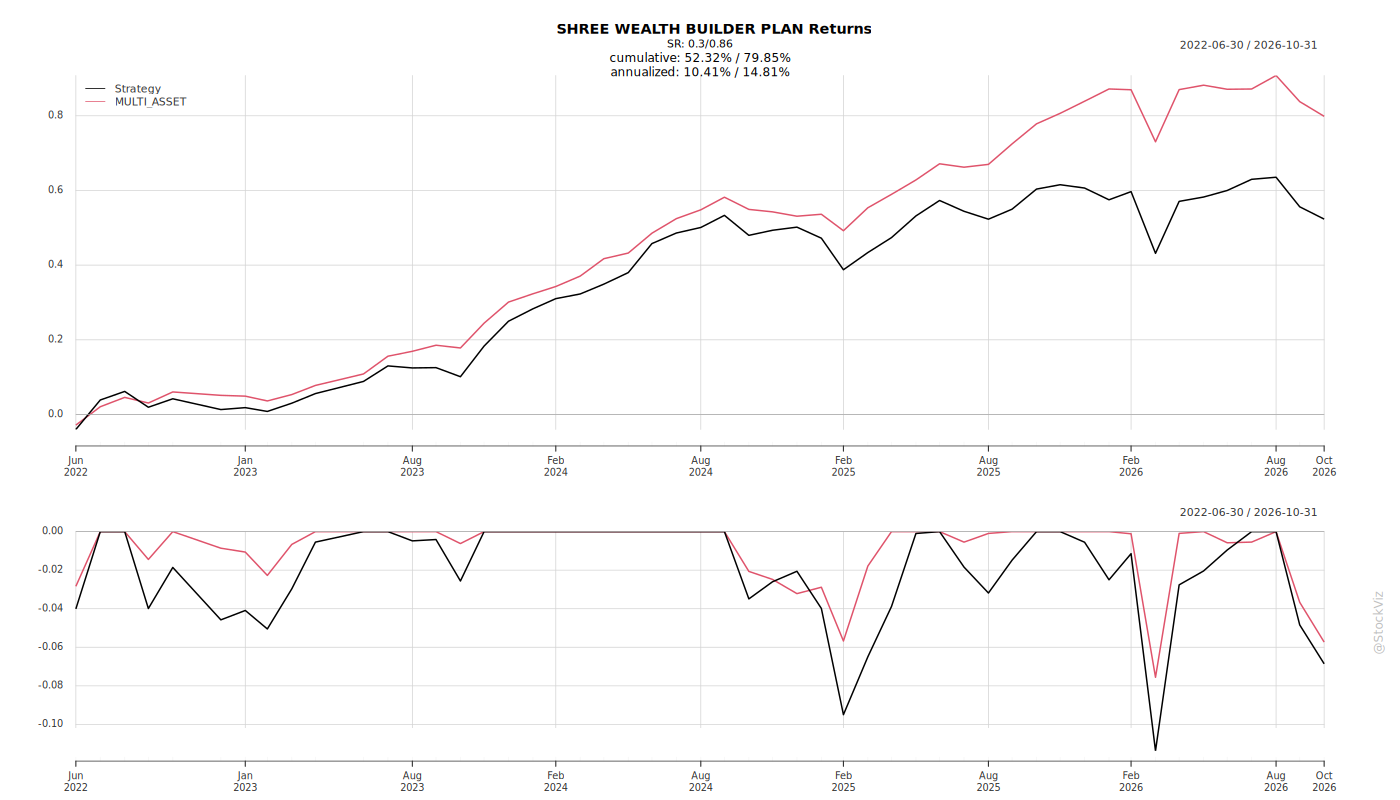 SHREE WEALTH BUILDER PLAN Returns
SR: 0.3/0.86
cumulative: 52.32% / 79.85%
annualized: 10.41% / 14.81%
2022-06-30 / 2026-10-31
Strategy
MULTI_ASSET
0.8
0.6
0.4
0.2
0.0
Jun Jan Aug Feb Aug Feb Aug Feb Aug Oct
2022 2023 2023 2024 2024 2025 2025 2026 2026 2026
2022-06-30 / 2026-10-31
0.00
-0.02
-0.04
-0.06
-0.08
-0.10
Jun Jan Aug Feb Aug Feb Aug Feb Aug Oct
2022 2023 2023 2024 2024 2025 2025 2026 2026 2026
@StockViz